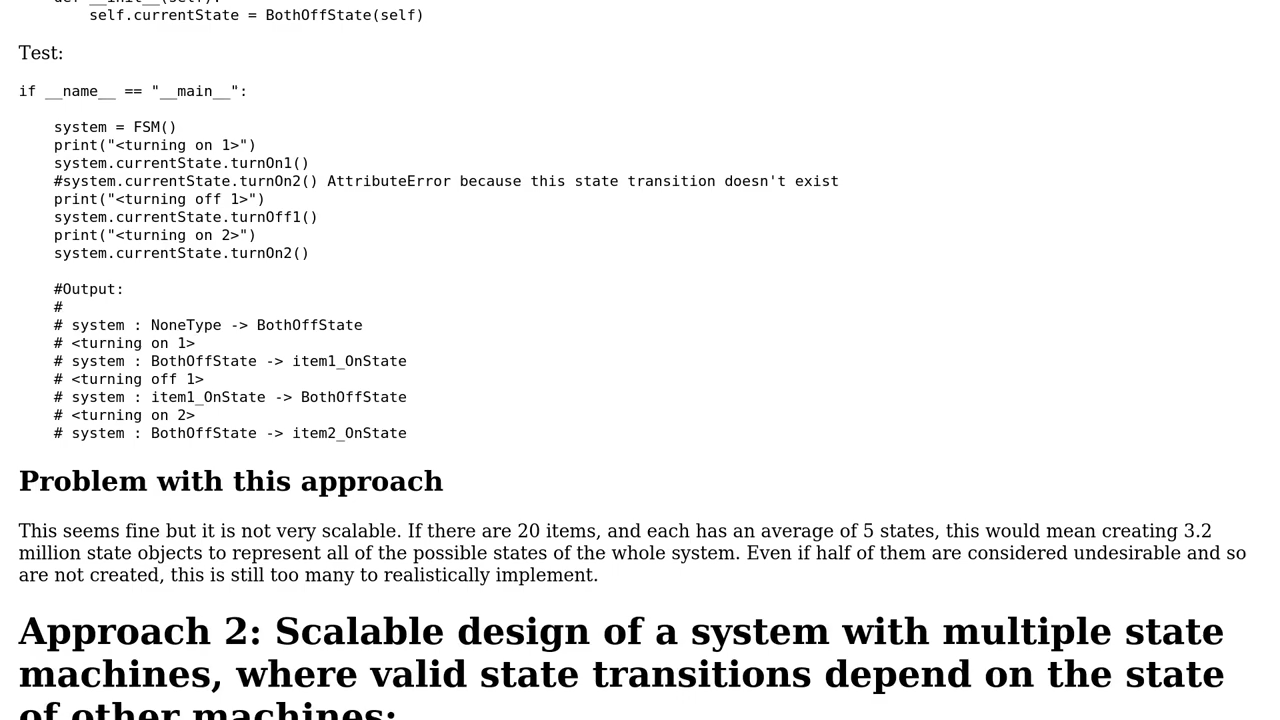 def __init__(self):
        self.currentState = BothOffState(self)
Test:
if __name__ == "__main__":
    system = FSM()
    print("<turning on 1>")
    system.currentState.turnOn1()
    #system.currentState.turnOn2() AttributeError because this state transition doesn't exist
    print("<turning off 1>")
    system.currentState.turnOff1()
    print("<turning on 2>")
    system.currentState.turnOn2()
    #Output:
    #
    # system : NoneType -> BothOffState
    # <turning on 1>
    # system : BothOffState -> item1_OnState
    # <turning off 1>
    # system : item1_OnState -> BothOffState
    # <turning on 2>
    # system : BothOffState -> item2_OnState
Problem with this approach
This seems fine but it is not very scalable. If there are 20 items, and each has an average of 5 states, this would mean creating 3.2
million state objects to represent all of the possible states of the whole system. Even if half of them are considered undesirable and so
are not created, this is still too many to realistically implement.
Approach 2: Scalable design of a system with multiple state
machines, where valid state transitions depend on the state
of other machines: